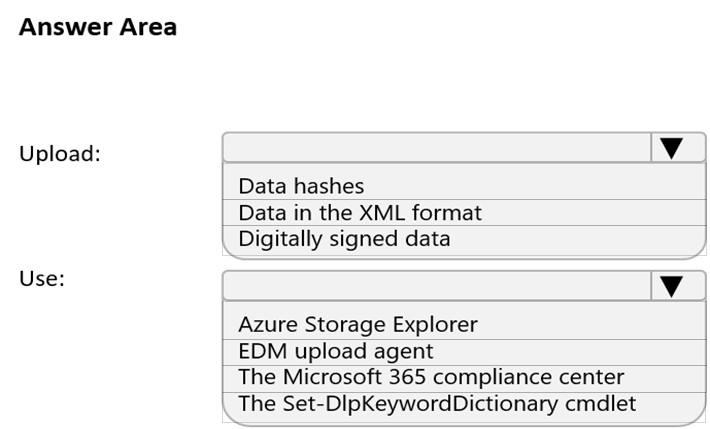 Answer Area
Upload:
Data hashes
Data in the XML format
Digitally signed data
Use:
Azure Storage Explorer
EDM upload agent
The Microsoft 365 compliance center
The Set-DlpKeywordDictionary cmdlet